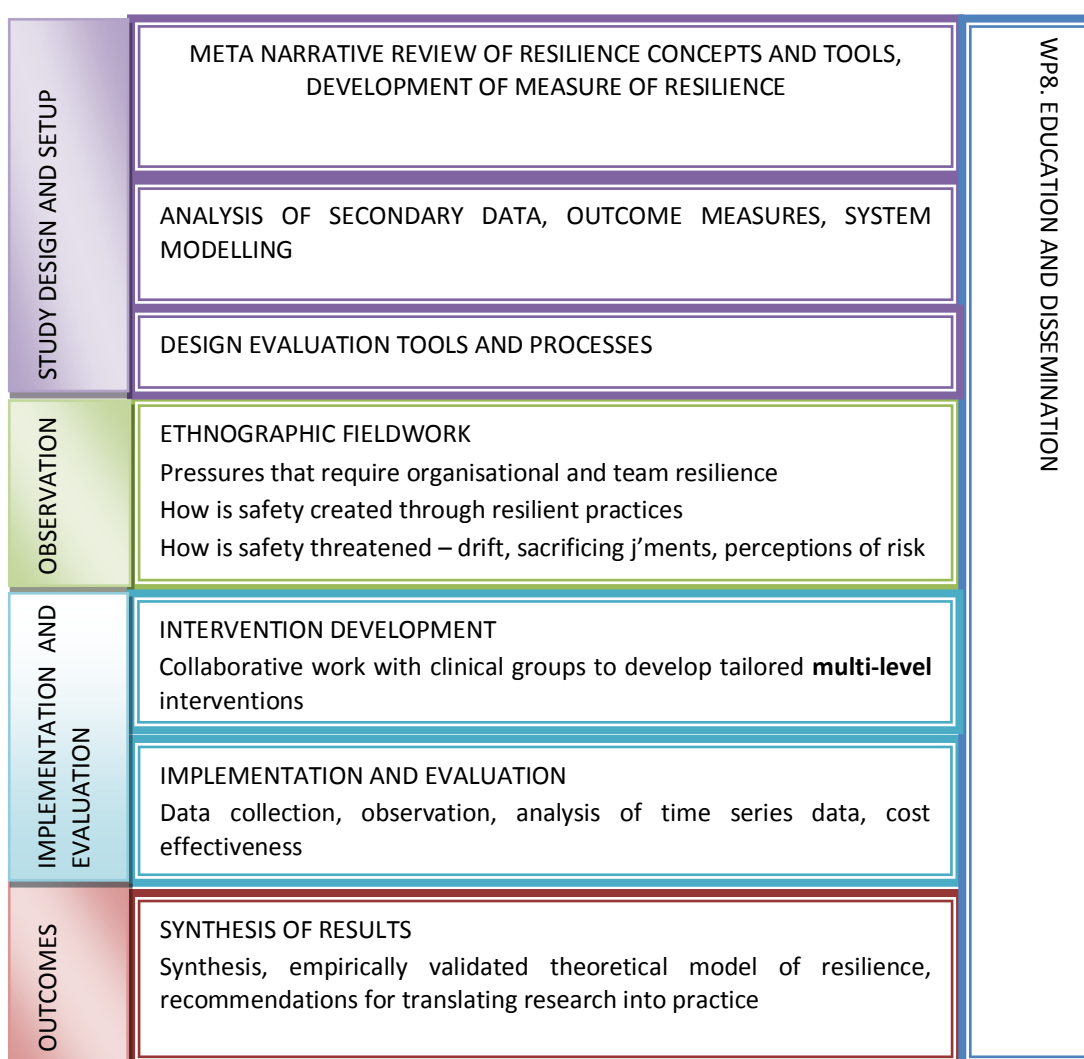 STUDY DESIGN AND SETUP
META NARRATIVE REVIEW OF RESILIENCE CONCEPTS AND TOOLS,
DEVELOPMENT OF MEASURE OF RESILIENCE
ANALYSIS OF SECONDARY DATA, OUTCOME MEASURES, SYSTEM
MODELLING
DESIGN EVALUATION TOOLS AND PROCESSES
OBSERVATION
ETHNOGRAPHIC FIELDWORK
Pressures that require organisational and team resilience
How is safety created through resilient practices
How is safety threatened – drift, sacrificing j'ments, perceptions of risk
IMPLEMENTATION AND
EVALUATION
INTERVENTION DEVELOPMENT
Collaborative work with clinical groups to develop tailored multi-level
interventions
IMPLEMENTATION AND EVALUATION
Data collection, observation, analysis of time series data, cost
effectiveness
OUTCOMES
SYNTHESIS OF RESULTS
Synthesis, empirically validated theoretical model of resilience,
recommendations for translating research into practice
WP8. EDUCATION AND DISSEMINATION